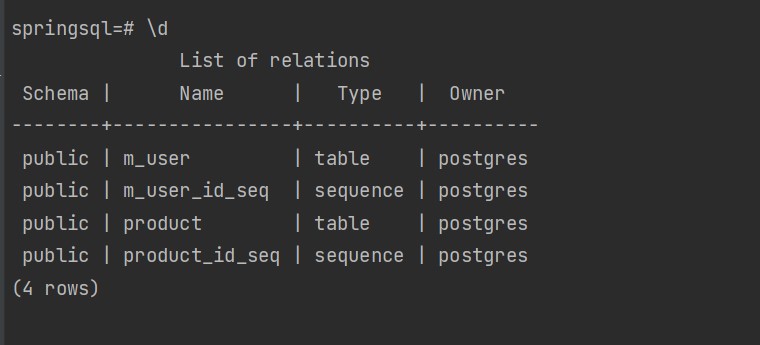 springsql=# \d
               List of relations
 Schema |      Name      |   Type   |  Owner
--------+----------------+----------+----------
 public | m_user         | table    | postgres
 public | m_user_id_seq  | sequence | postgres
 public | product        | table    | postgres
 public | product_id_seq | sequence | postgres
(4 rows)